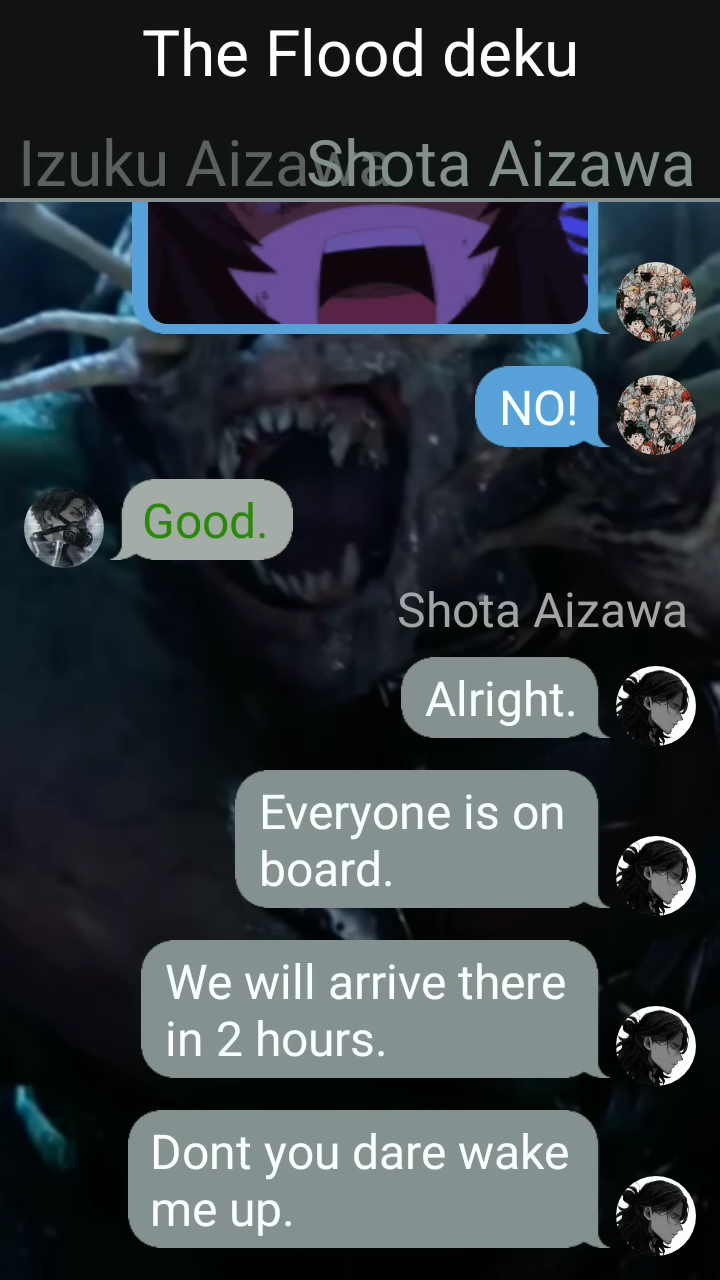 The Flood deku
Izuku Aizawa
Shota Aizawa
NO!
Good.
Shota Aizawa
Alright.
Everyone is on
board.
We will arrive there
in 2 hours.
Dont you dare wake
me up.